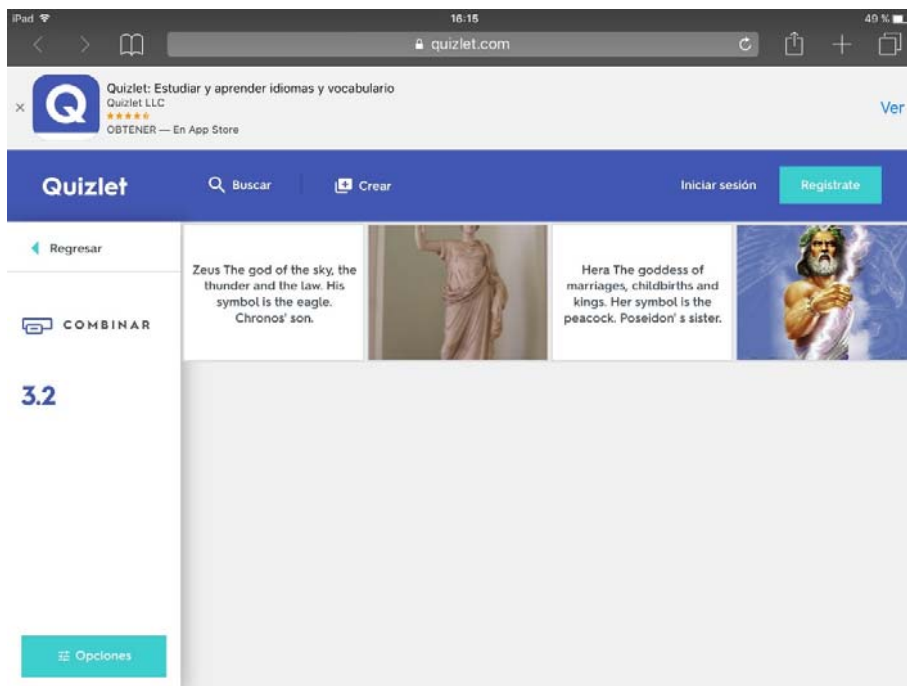 iPad
16:15
49 %
quizlet.com
Quizlet: Estudiar y aprender idiomas y vocabulario
Quizlet LLC
OBTENER — En App Store
Ver
Quizlet
Buscar
Crear
Iniciar sesión
Regístrate
Regresar
COMBINAR
3.2
Opciones
Zeus The god of the sky, the
thunder and the law. His
symbol is the eagle.
Chronos' son.
Hera The goddess of
marriages, childbirths and
kings. Her symbol is the
peacock. Poseidon' s sister.